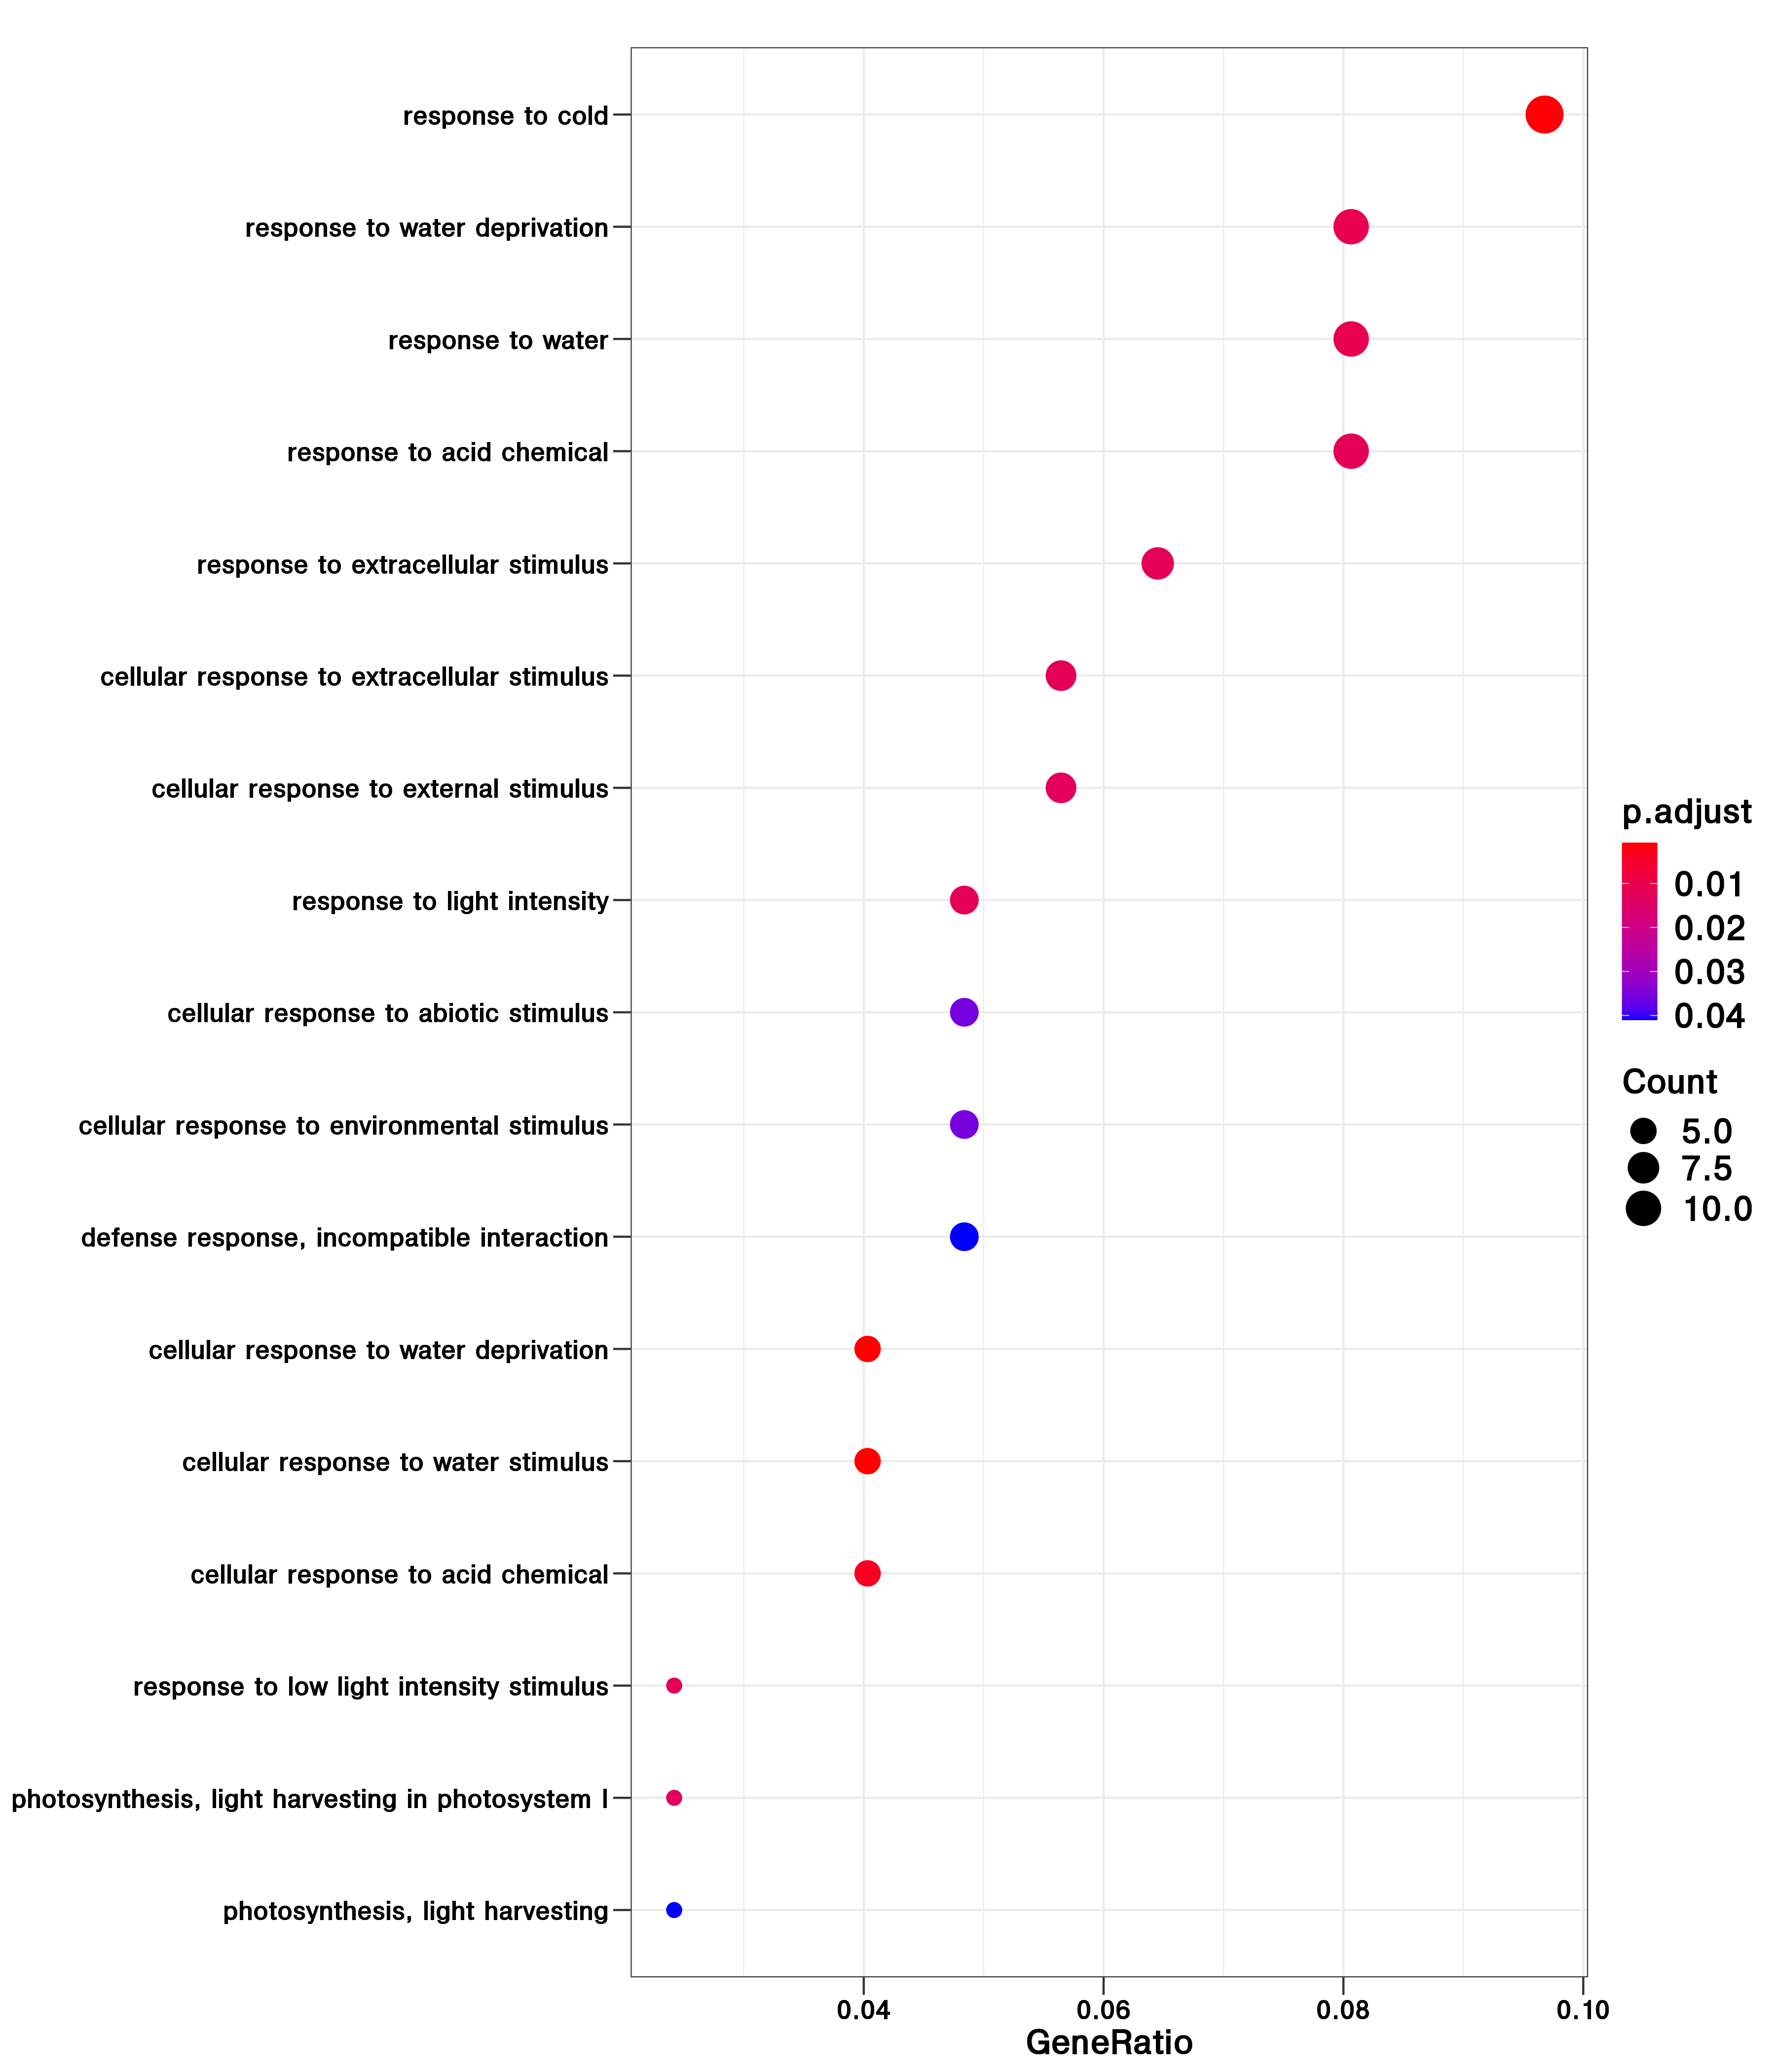 response to cold
response to water deprivation
response to water
response to acid chemical
response to extracellular stimulus
cellular response to extracellular stimulus
cellular response to external stimulus
response to light intensity
cellular response to abiotic stimulus
cellular response to environmental stimulus
defense response, incompatible interaction
cellular response to water deprivation
cellular response to water stimulus
cellular response to acid chemical
response to low light intensity stimulus
photosynthesis, light harvesting in photosystem I
photosynthesis, light harvesting
0.04 0.06 0.08 0.10
GeneRatio
p.adjust
0.01
0.02
0.03
0.04
Count
5.0
7.5
10.0